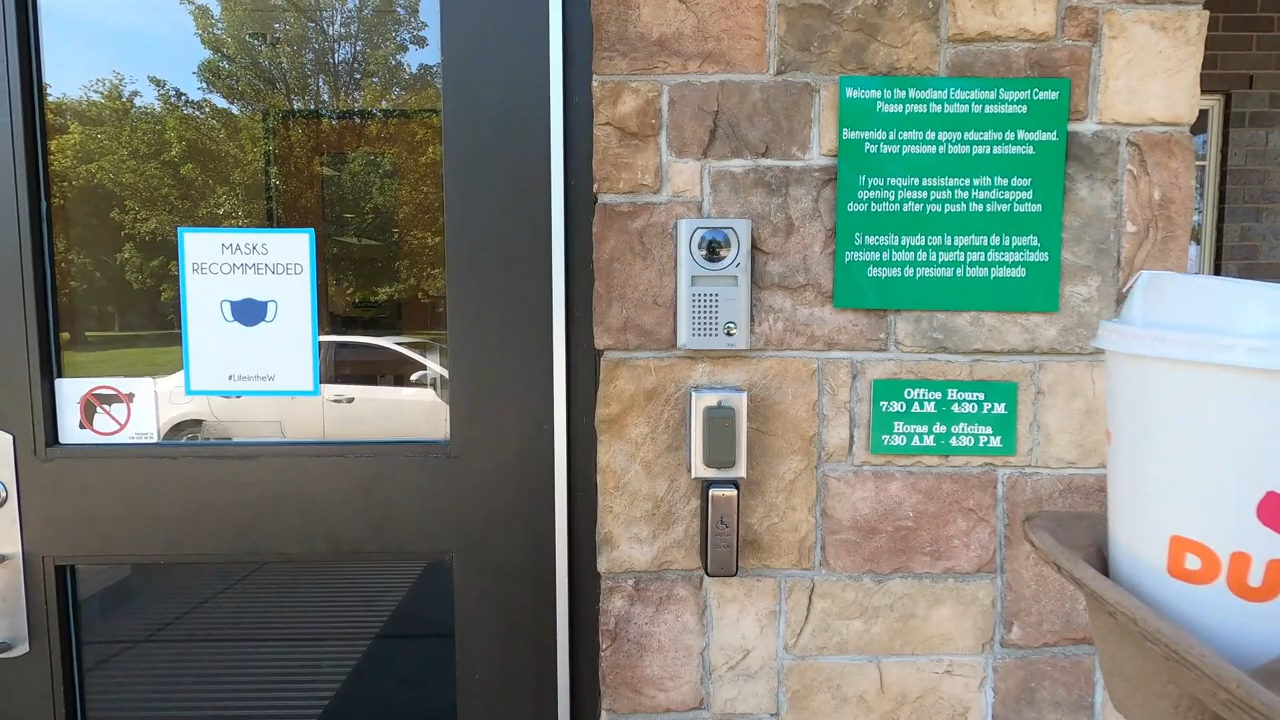 MASKS
RECOMMENDED
#LifeintheW
Welcome to the Woodland Educational Support Center
Please press the button for assistance
Bienvenido al centro de apoyo educativo de Woodland.
Por favor presione el boton para asistencia.
If you require assistance with the door
opening please push the Handicapped
door button after you push the silver button
Si necesita ayuda con la apertura de la puerta,
presione el boton de la puerta para discapacitados
despues de presionar el boton plateado
Office Hours
7:30 A.M. - 4:30 P.M.
Horas de oficina
7:30 A.M. - 4:30 P.M.
DU